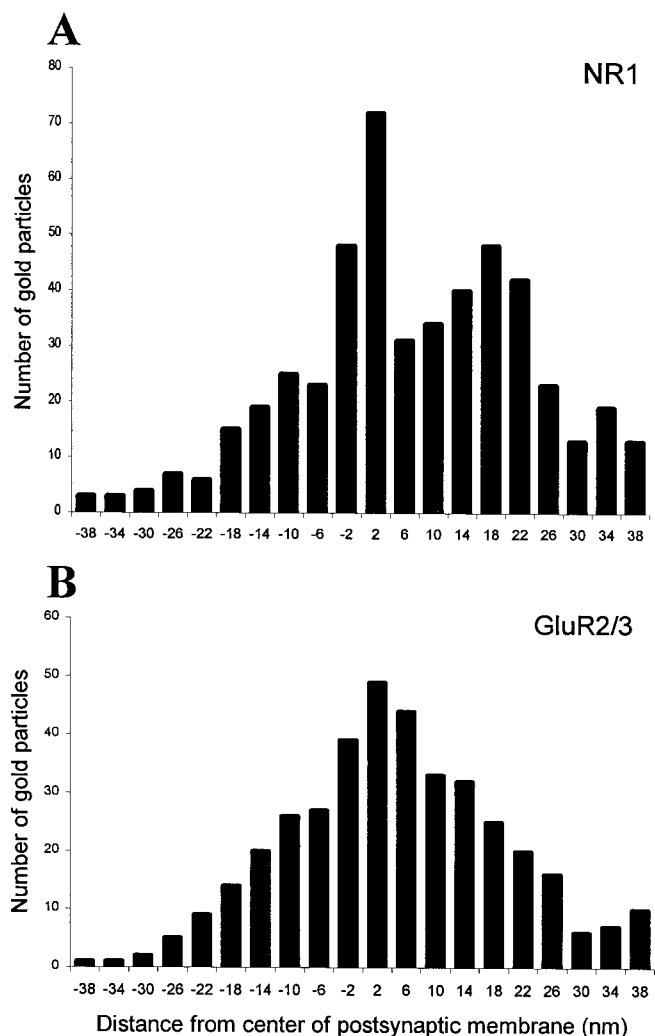 A
NR1
80
70
60
50
40
30
20
10
0
Number of gold particles
-38 -34 -30 -26 -22 -18 -14 -10 -6 -2 2 6 10 14 18 22 26 30 34 38
B
GluR2/3
60
50
40
30
20
10
0
Number of gold particles
-38 -34 -30 -26 -22 -18 -14 -10 -6 -2 2 6 10 14 18 22 26 30 34 38
Distance from center of postsynaptic membrane (nm)